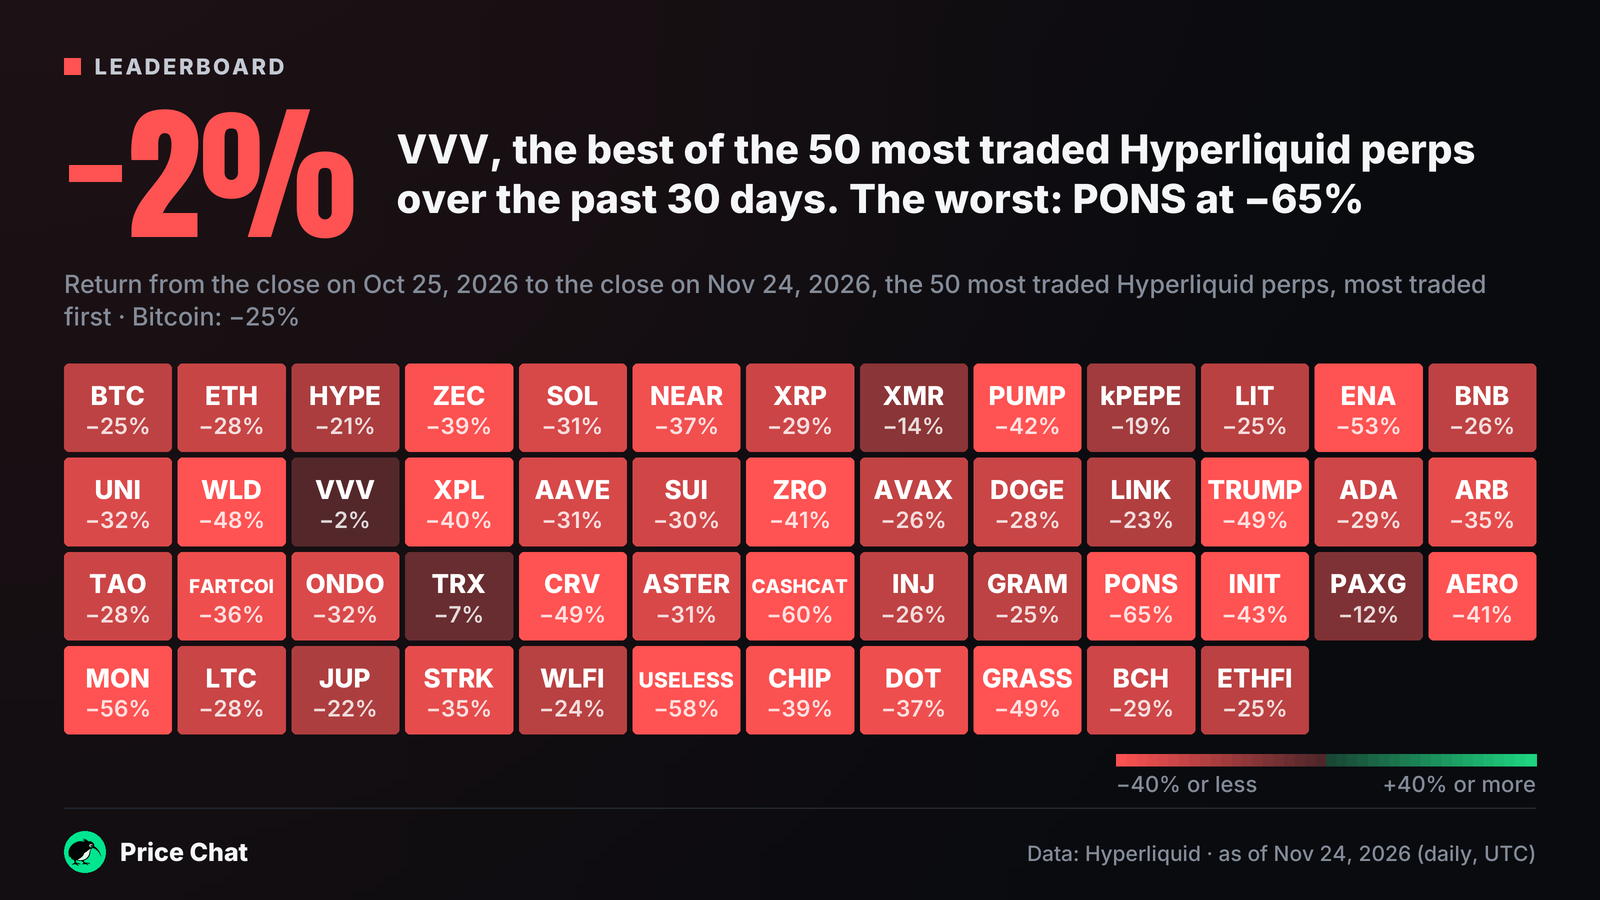 LEADERBOARD
−2%
VVV, the best of the 50 most traded Hyperliquid perps
over the past 30 days. The worst: PONS at −65%
Return from the close on Oct 25, 2026 to the close on Nov 24, 2026, the 50 most traded Hyperliquid perps, most traded
first · Bitcoin: −25%
BTC ETH HYPE ZEC SOL NEAR XRP XMR PUMP kPEPE LIT ENA BNB
−25% −28% −21% −39% −31% −37% −29% −14% −42% −19% −25% −53% −26%
UNI WLD VVV XPL AAVE SUI ZRO AVAX DOGE LINK TRUMP ADA ARB
−32% −48% −2% −40% −31% −30% −41% −26% −28% −23% −49% −29% −35%
TAO FARTCOI ONDO TRX CRV ASTER CASHCAT INJ GRAM PONS INIT PAXG AERO
−28% −36% −32% −7% −49% −31% −60% −26% −25% −65% −43% −12% −41%
MON LTC JUP STRK WLFI USELESS CHIP DOT GRASS BCH ETHFI
−56% −28% −22% −35% −24% −58% −39% −37% −49% −29% −25%
−40% or less +40% or more
Price Chat
Data: Hyperliquid · as of Nov 24, 2026 (daily, UTC)